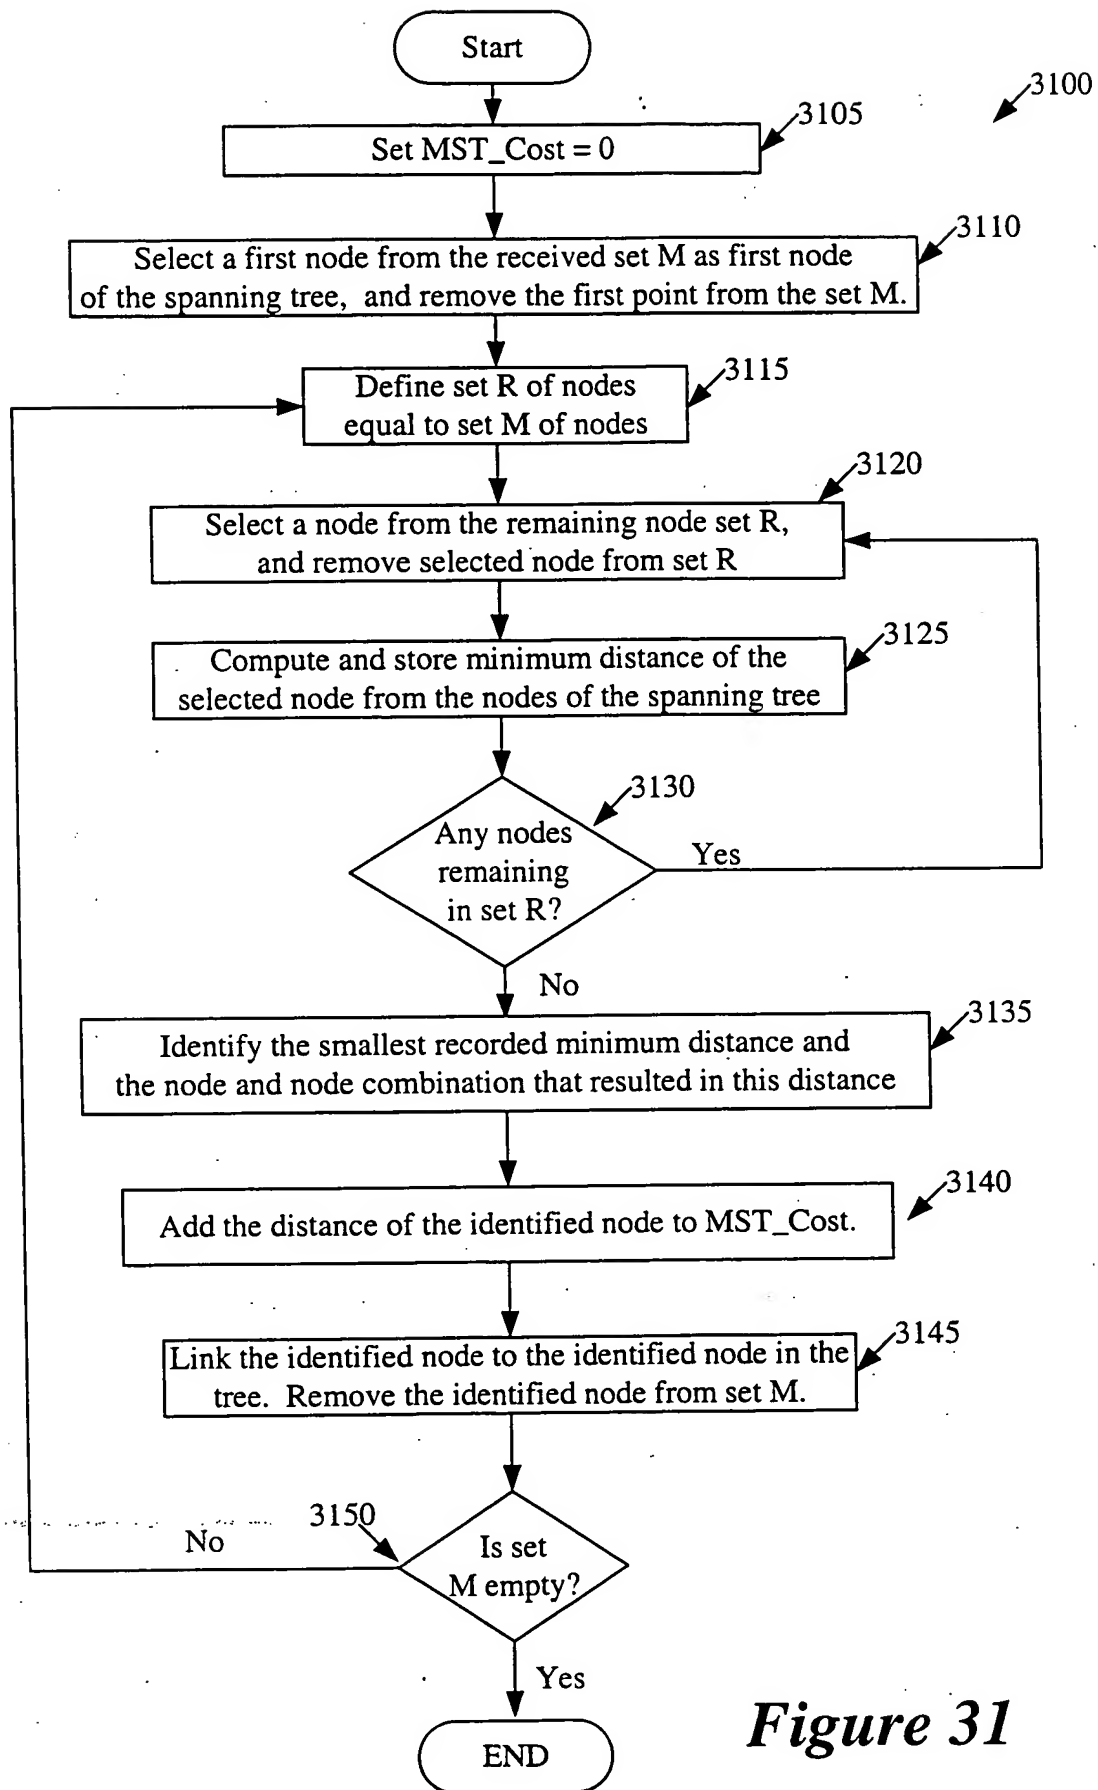 Start
3100
3105
Set MST_Cost = 0
3110
Select a first node from the received set M as first node
of the spanning tree, and remove the first point from the set M.
3115
Define set R of nodes
equal to set M of nodes
3120
Select a node from the remaining node set R,
and remove selected node from set R
3125
Compute and store minimum distance of the
selected node from the nodes of the spanning tree
3130
Any nodes
remaining
in set R?
Yes
No
3135
Identify the smallest recorded minimum distance and
the node and node combination that resulted in this distance
3140
Add the distance of the identified node to MST_Cost.
3145
Link the identified node to the identified node in the
tree. Remove the identified node from set M.
3150
No
Is set
M empty?
Yes
END
Figure 31